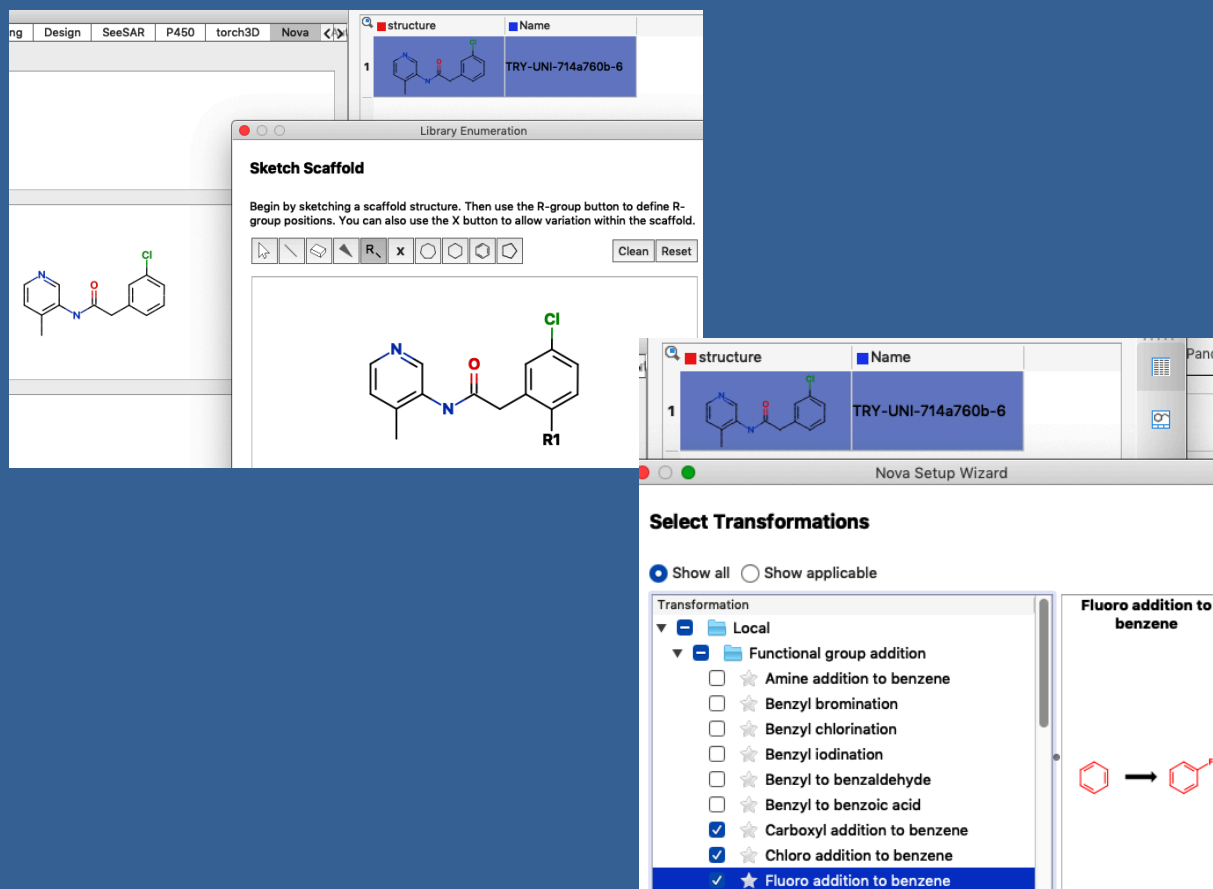 ng Design SeeSAR P450 torch3D Nova
structure Name
N O N Cl
1 TRY-UNI-714a760b-6
Library Enumeration
Sketch Scaffold
Begin by sketching a scaffold structure. Then use the R-group button to define R-
group positions. You can also use the X button to allow variation within the scaffold.
R X Clean Reset
Cl
N
O
N
Cl
N
O
N
R1
structure Name
Cl
N
O
N
1 TRY-UNI-714a760b-6
Nova Setup Wizard
Select Transformations
Show all Show applicable
Transformation
Local
Functional group addition
Amine addition to benzene
Benzyl bromination
Benzyl chlorination
Benzyl iodination
Benzyl to benzaldehyde
Benzyl to benzoic acid
Carboxyl addition to benzene
Chloro addition to benzene
Fluoro addition to benzene
Fluoro addition to
benzene
F